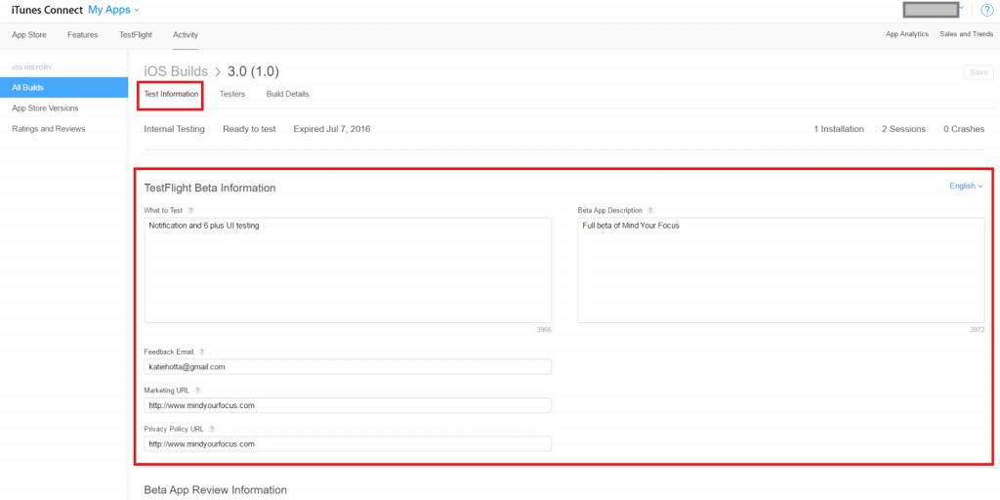 iTunes Connect My Apps
?
App Store Features TestFlight Activity
App Analytics Sales and Trends
iOS HISTORY
All Builds
App Store Versions
Ratings and Reviews
iOS Builds > 3.0 (1.0)
Save
Test Information Testers Build Details
Internal Testing Ready to test Expired Jul 7, 2016 1 Installation 2 Sessions 0 Crashes
TestFlight Beta Information
English
What to Test ?
Notification and 6 plus UI testing
3966
Beta App Description ?
Full beta of Mind Your Focus
3972
Feedback Email ?
katiehotta@gmail.com
Marketing URL ?
http://www.mindyourfocus.com
Privacy Policy URL ?
http://www.mindyourfocus.com
Beta App Review Information